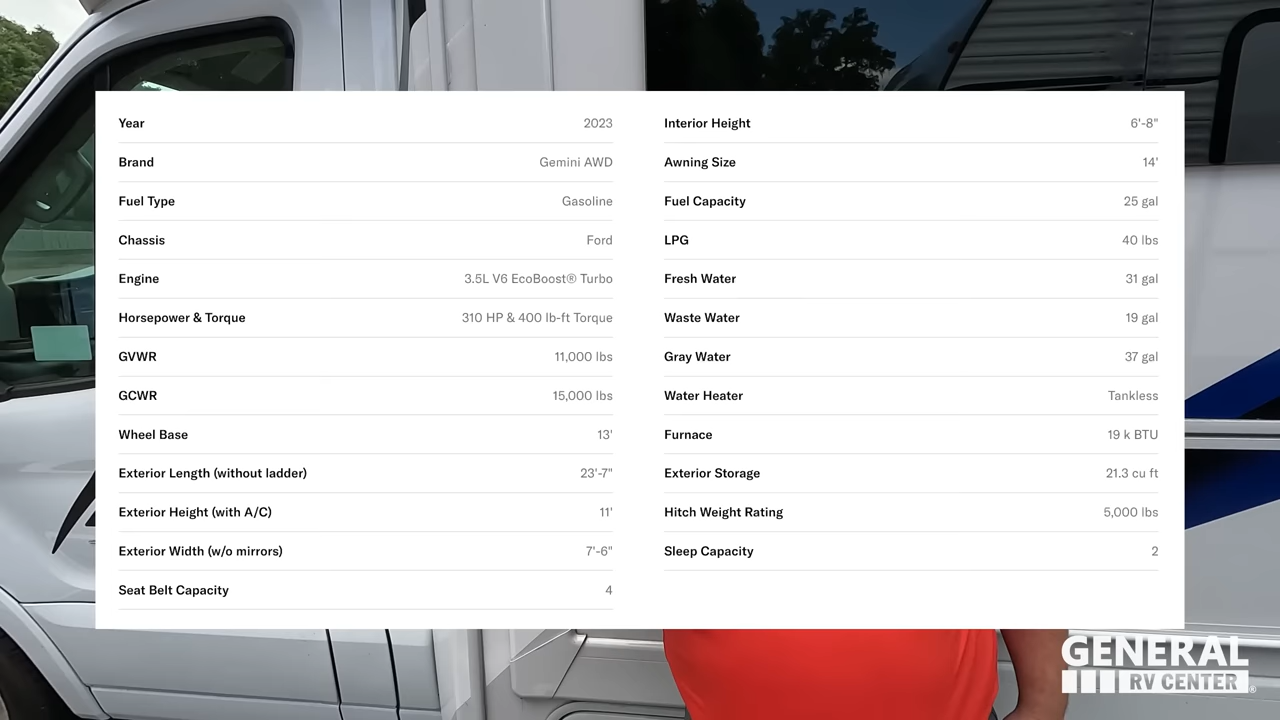 Year 2023
Brand Gemini AWD
Fuel Type Gasoline
Chassis Ford
Engine 3.5L V6 EcoBoost® Turbo
Horsepower & Torque 310 HP & 400 lb-ft Torque
GVWR 11,000 lbs
GCWR 15,000 lbs
Wheel Base 13'
Exterior Length (without ladder) 23'-7"
Exterior Height (with A/C) 11'
Exterior Width (w/o mirrors) 7'-6"
Seat Belt Capacity 4
Interior Height 6'-8"
Awning Size 14'
Fuel Capacity 25 gal
LPG 40 lbs
Fresh Water 31 gal
Waste Water 19 gal
Gray Water 37 gal
Water Heater Tankless
Furnace 19 k BTU
Exterior Storage 21.3 cu ft
Hitch Weight Rating 5,000 lbs
Sleep Capacity 2
GENERAL
RV CENTER®